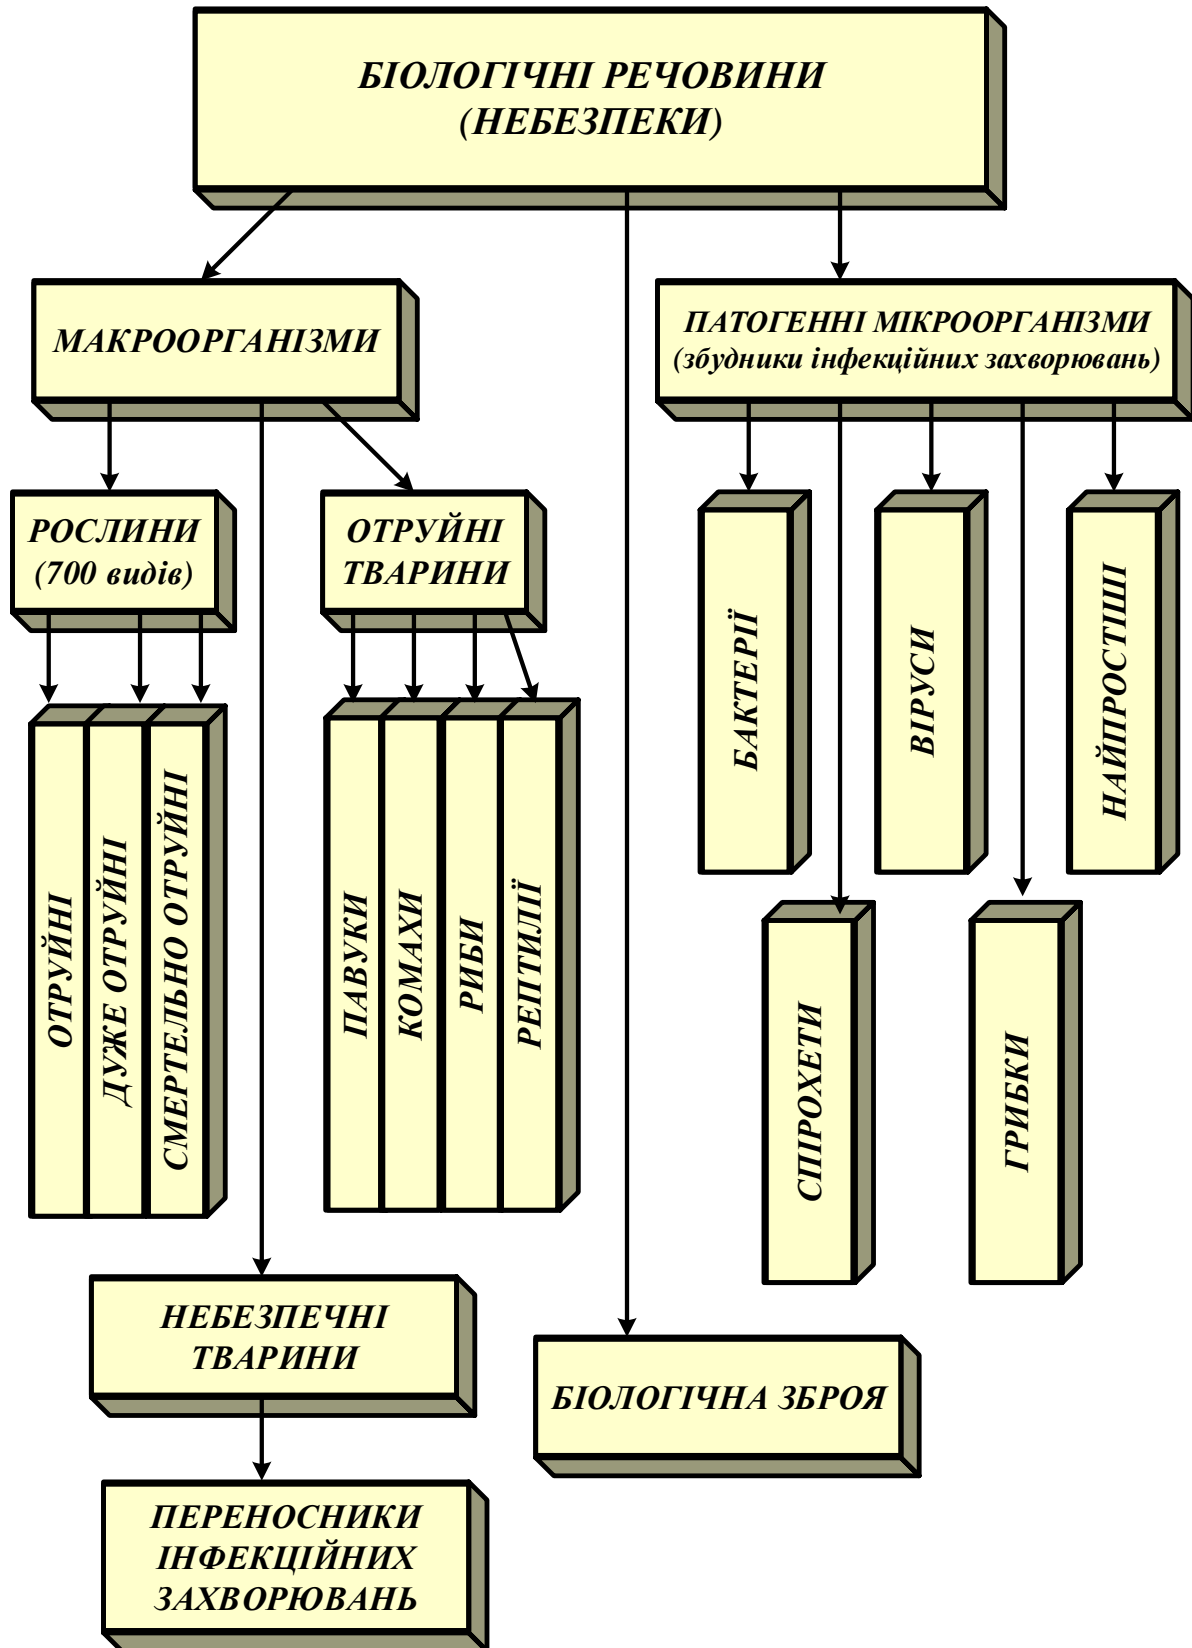 БІОЛОГІЧНІ РЕЧОВИНИ
(НЕБЕЗПЕКИ)
МАКРООРГАНІЗМИ
ПАТОГЕННІ МІКРООРГАНІЗМИ
(збудники інфекційних захворювань)
РОСЛИНИ
(700 видів)
ОТРУЙНІ
ТВАРИНИ
БАКТЕРІЇ
ВІРУСИ
НАЙПРОСТІШІ
ОТРУЙНІ
ДУЖЕ ОТРУЙНІ
СМЕРТЕЛЬНО ОТРУЙНІ
ПАВУКИ
КОМАХИ
РИБИ
РЕПТИЛІЇ
СПІРОХЕТИ
ГРИБКИ
НЕБЕЗПЕЧНІ
ТВАРИНИ
БІОЛОГІЧНА ЗБРОЯ
ПЕРЕНОСНИКИ
ІНФЕКЦІЙНИХ
ЗАХВОРЮВАНЬ